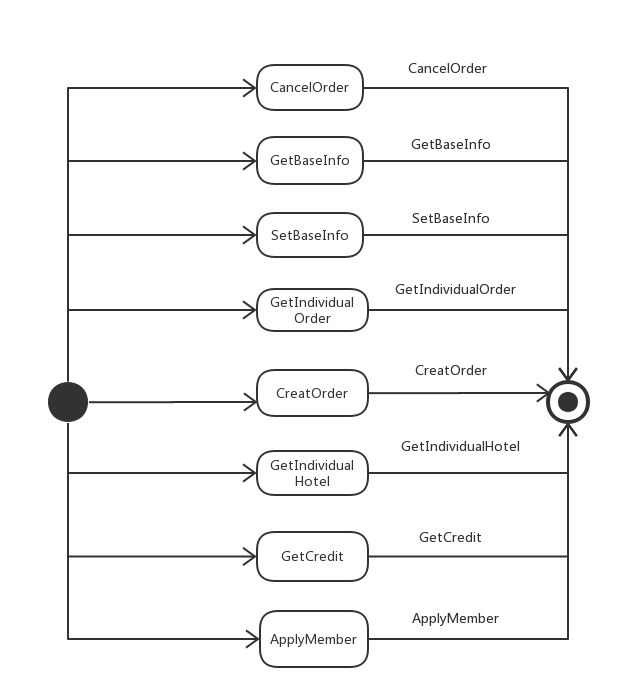 CancelOrder
CancelOrder
GetBaseInfo
GetBaseInfo
SetBaseInfo
SetBaseInfo
GetIndividualOrder
GetIndividual
Order
CreatOrder
CreatOrder
GetIndividualHotel
GetIndividual
Hotel
GetCredit
GetCredit
ApplyMember
ApplyMember